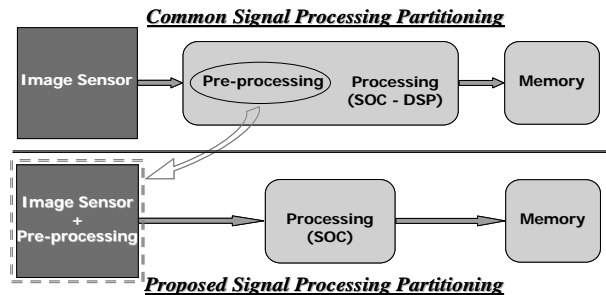 Common Signal Processing Partitioning
Image Sensor
Pre-processing
Processing
(SOC - DSP)
Memory
Image Sensor
+
Pre-processing
Processing
(SOC)
Memory
Proposed Signal Processing Partitioning